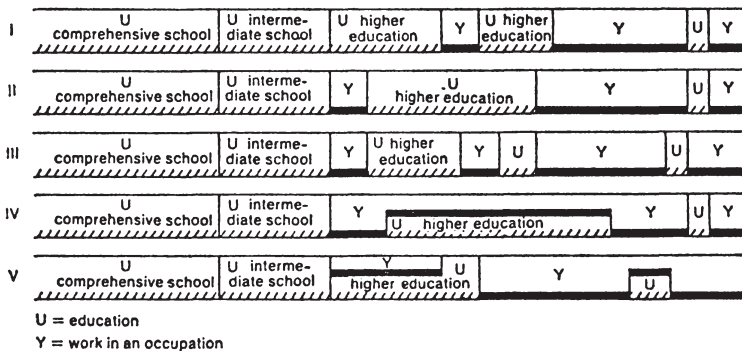 I
U
comprehensive school
U interme-
diate school
U higher
education
Y
U higher
education
Y
U
Y
II
U
comprehensive school
U interme-
diate school
Y
U
higher education
Y
U
Y
III
U
comprehensive school
U interme-
diate school
Y
U higher
education
Y
U
Y
U
Y
IV
U
comprehensive school
U interme-
diate school
Y
U higher education
Y
U
Y
V
U
comprehensive school
U interme-
diate school
Y
U
higher education
Y
U
U = education
Y = work in an occupation